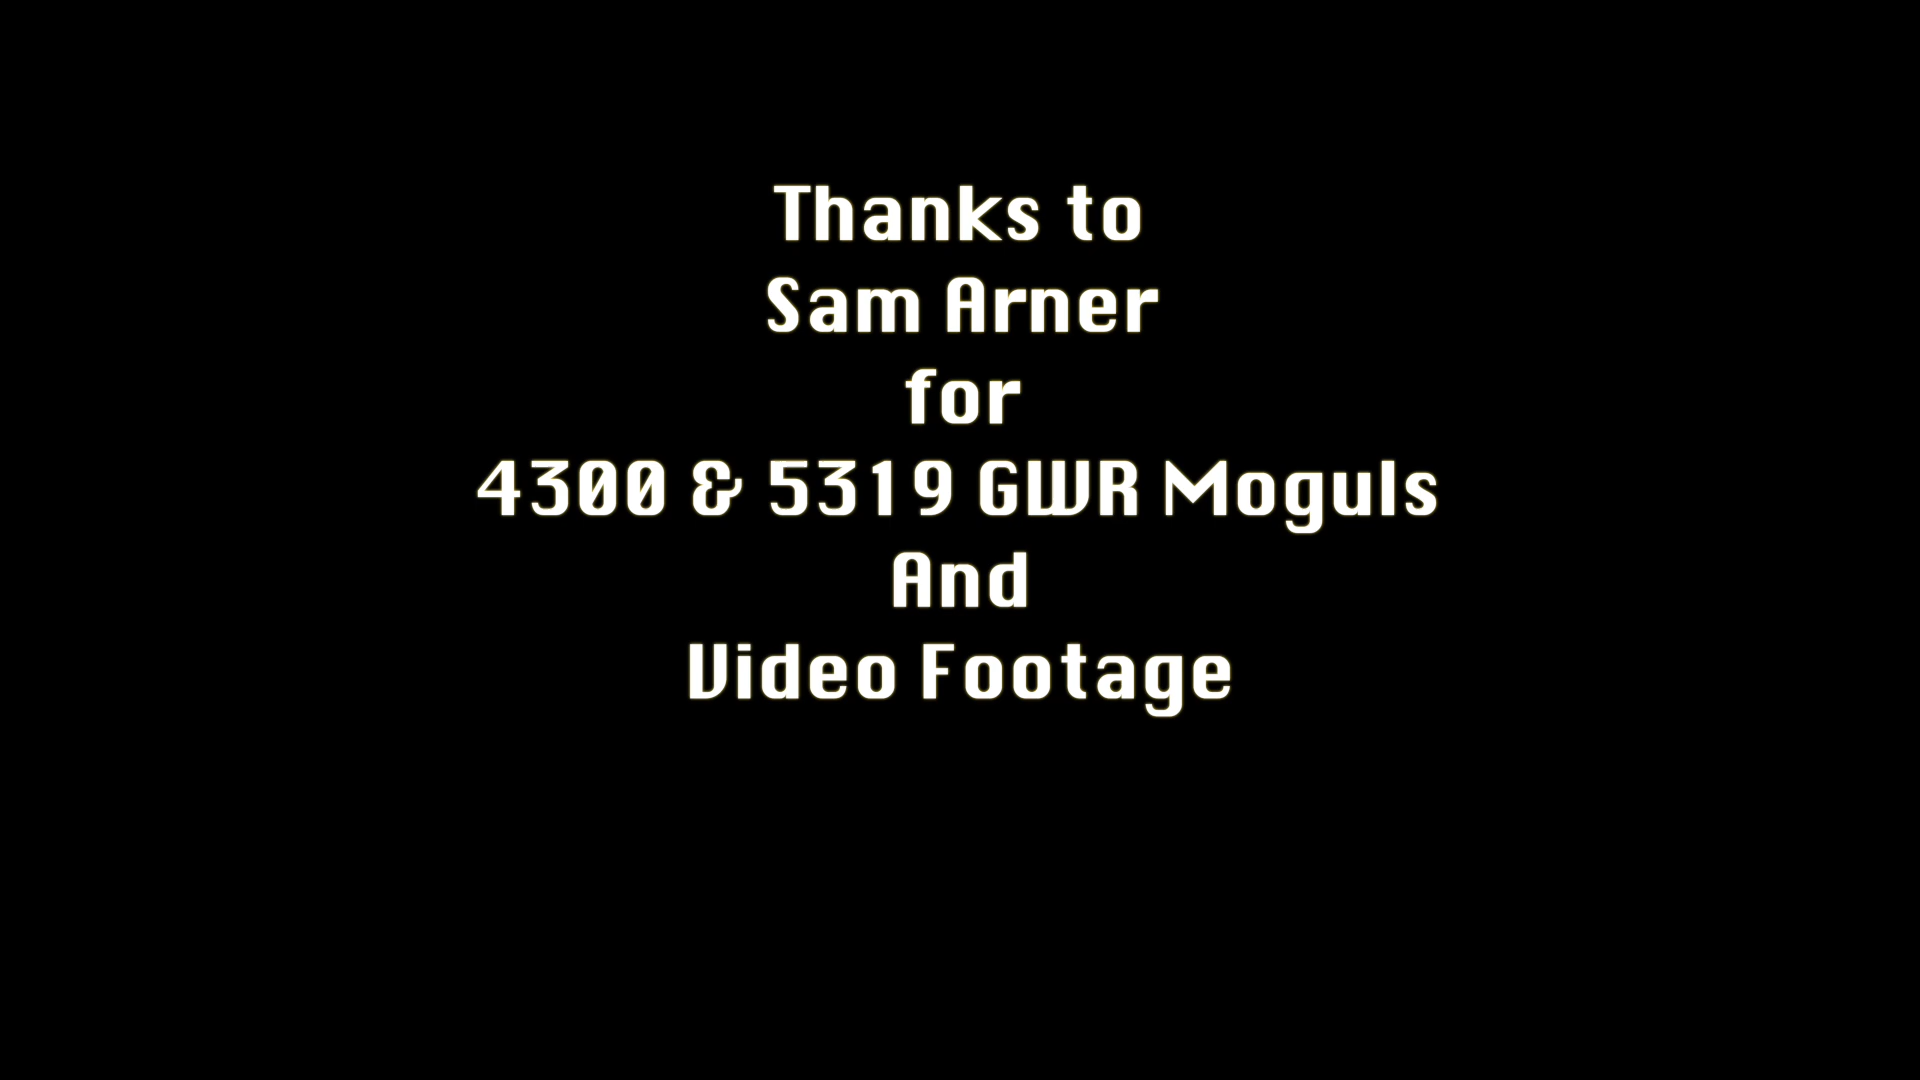 Thanks to
Sam Arner
for
4300 & 5319 GWR Moguls
And
Video Footage